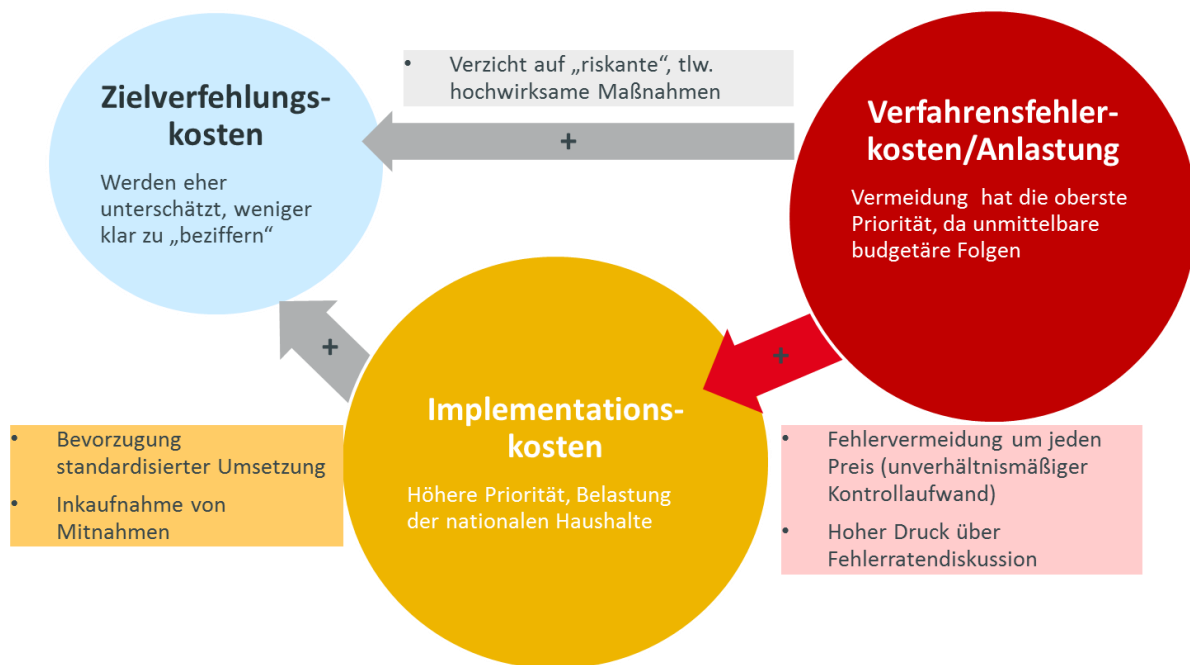 Zielverfehlungs-
kosten
Werden eher
unterschätzt, weniger
klar zu „beziffern“
• Verzicht auf „riskante“, tlw.
hochwirksame Maßnahmen
+
Verfahrensfehler-
kosten/Anlastung
Vermeidung hat die oberste
Priorität, da unmittelbare
budgetäre Folgen
+
+
Implementations-
kosten
Höhere Priorität, Belastung
der nationalen Haushalte
• Bevorzugung
standardisierter Umsetzung
• Inkaufnahme von
Mitnahmen
• Fehlervermeidung um jeden
Preis (unverhältnismäßiger
Kontrollaufwand)
• Hoher Druck über
Fehlerratendiskussion